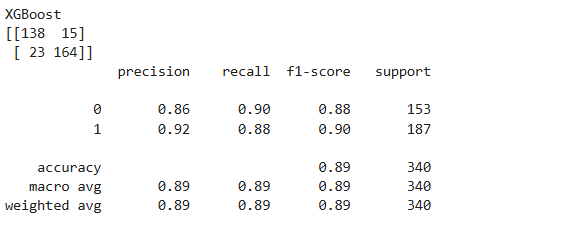 XGBoost
[[138  15]
 [ 23 164]]
              precision    recall  f1-score   support

           0       0.86      0.90      0.88       153
           1       0.92      0.88      0.90       187

    accuracy                           0.89       340
   macro avg       0.89      0.89      0.89       340
weighted avg       0.89      0.89      0.89       340